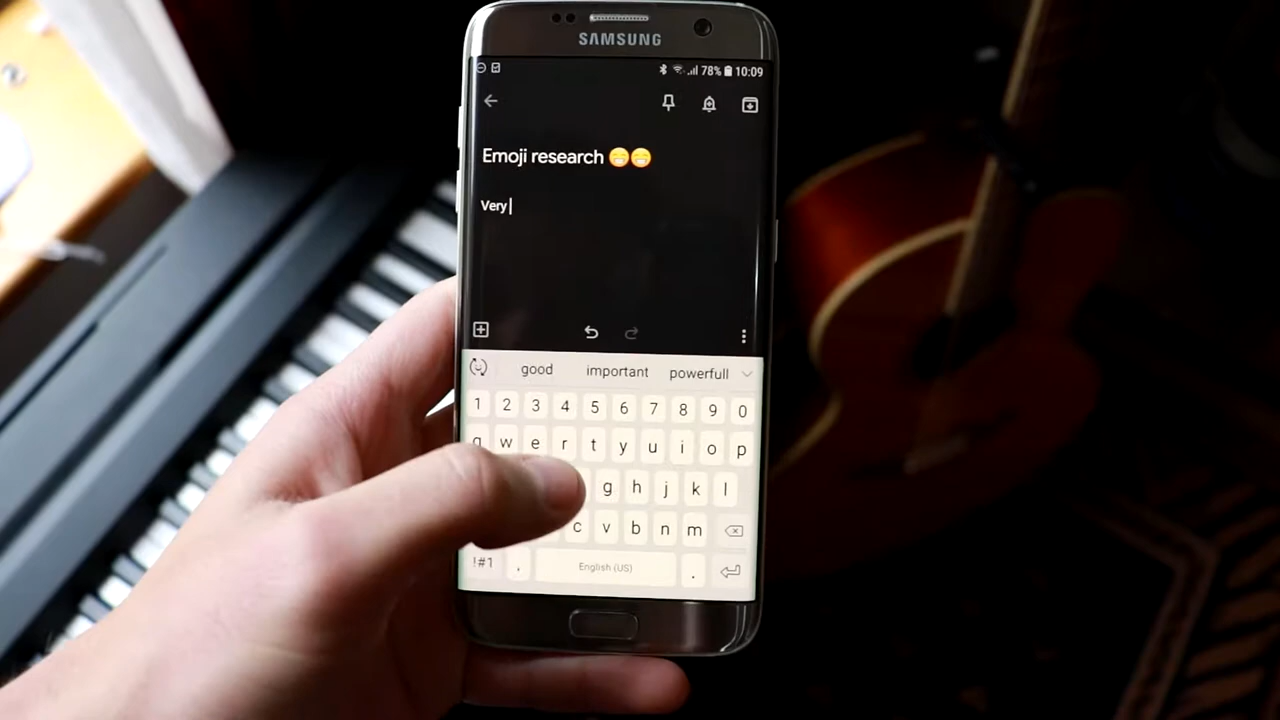 SAMSUNG
78% 10:09
Emoji research 😁😁
Very
good important powerfull
1 2 3 4 5 6 7 8 9 0
q w e r t y u i o p
g h j k l
c v b n m
!#1 , English (US) .